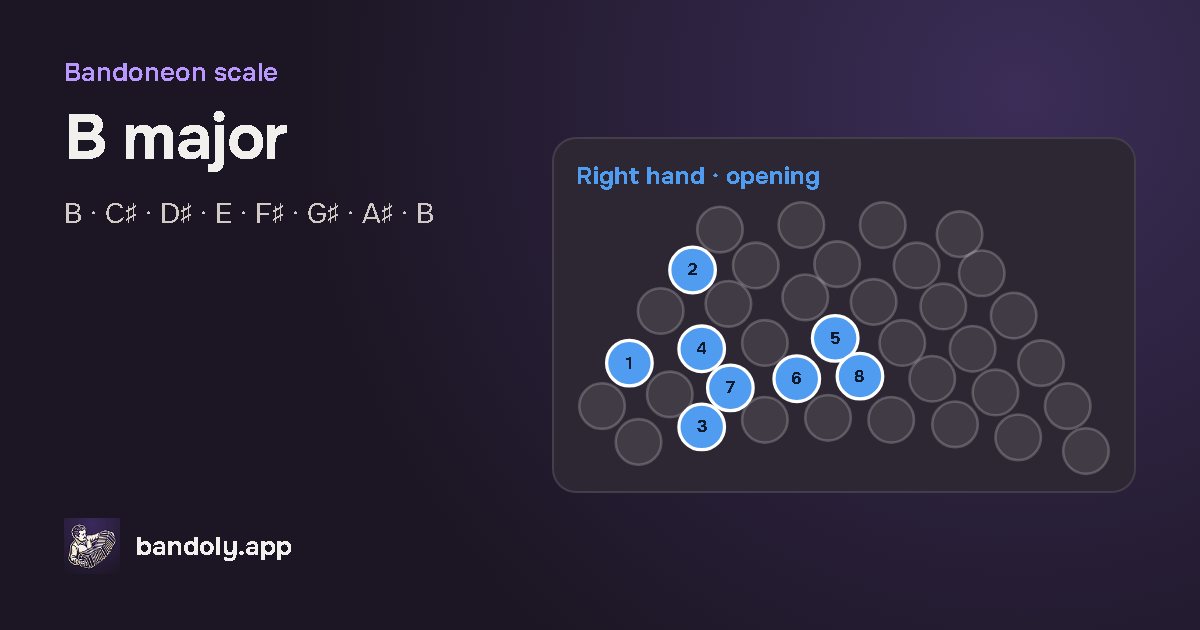 Bandoneon scale
B major
B · C♯ · D♯ · E · F♯ · G♯ · A♯ · B
Right hand · opening
2
5
4
1
8
6
7
3
bandoly.app